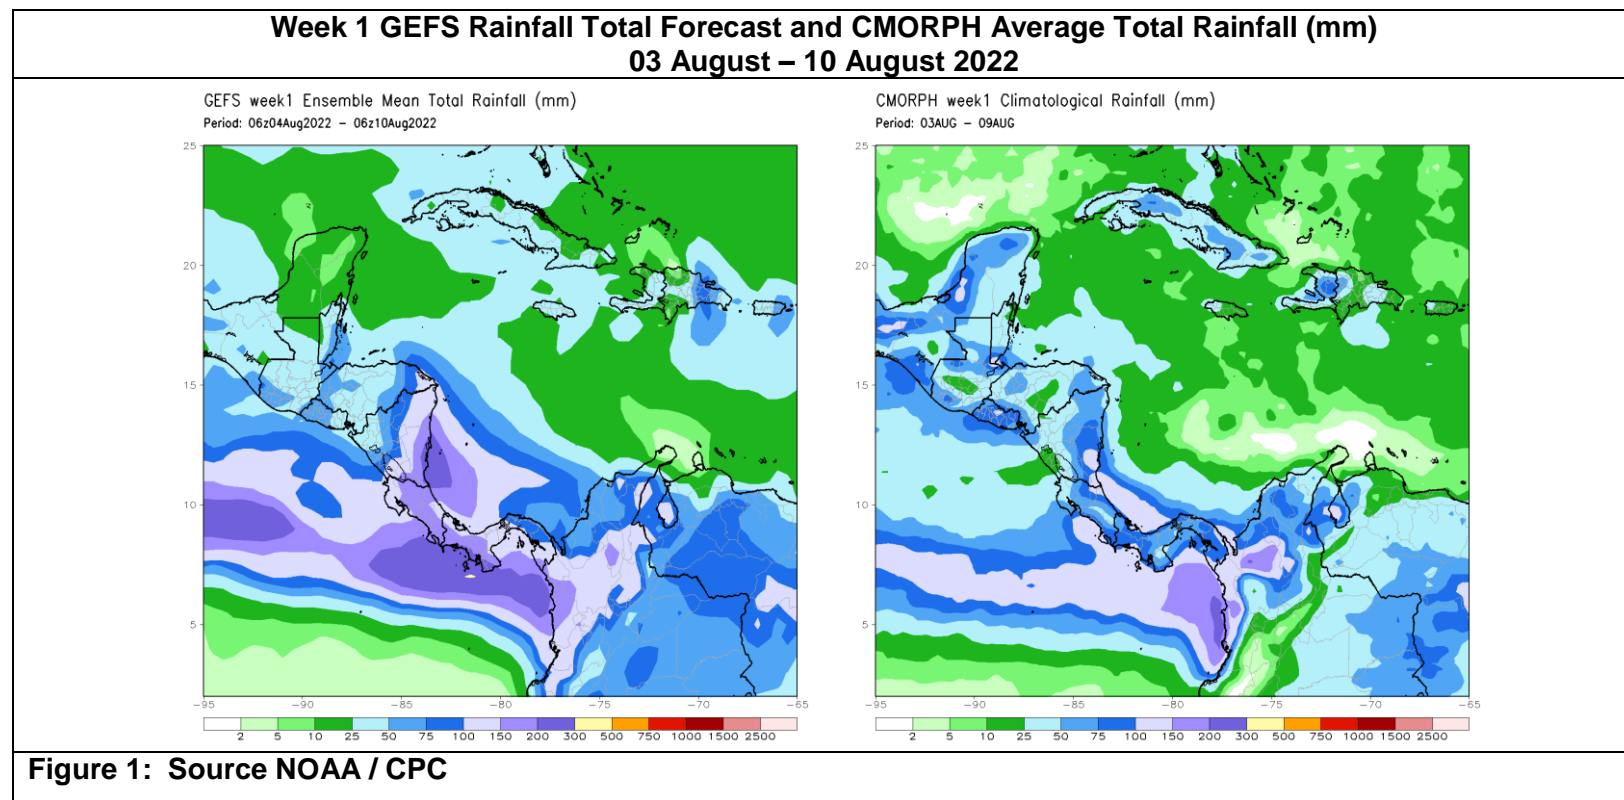 Week 1 GEFS Rainfall Total Forecast and CMORPH Average Total Rainfall (mm)
03 August – 10 August 2022
GEFS week1 Ensemble Mean Total Rainfall (mm)
Period: 06z04Aug2022 – 06z10Aug2022
25
20
15
10
5
−95 −90 −85 −80 −75 −70 −65
2 5 10 25 50 75 100 150 200 300 500 750 1000 1500 2500
CMORPH week1 Climatological Rainfall (mm)
Period: 03AUG – 09AUG
25
20
15
10
5
−95 −90 −85 −80 −75 −70 −65
2 5 10 25 50 75 100 150 200 300 500 750 1000 1500 2500
Figure 1: Source NOAA / CPC